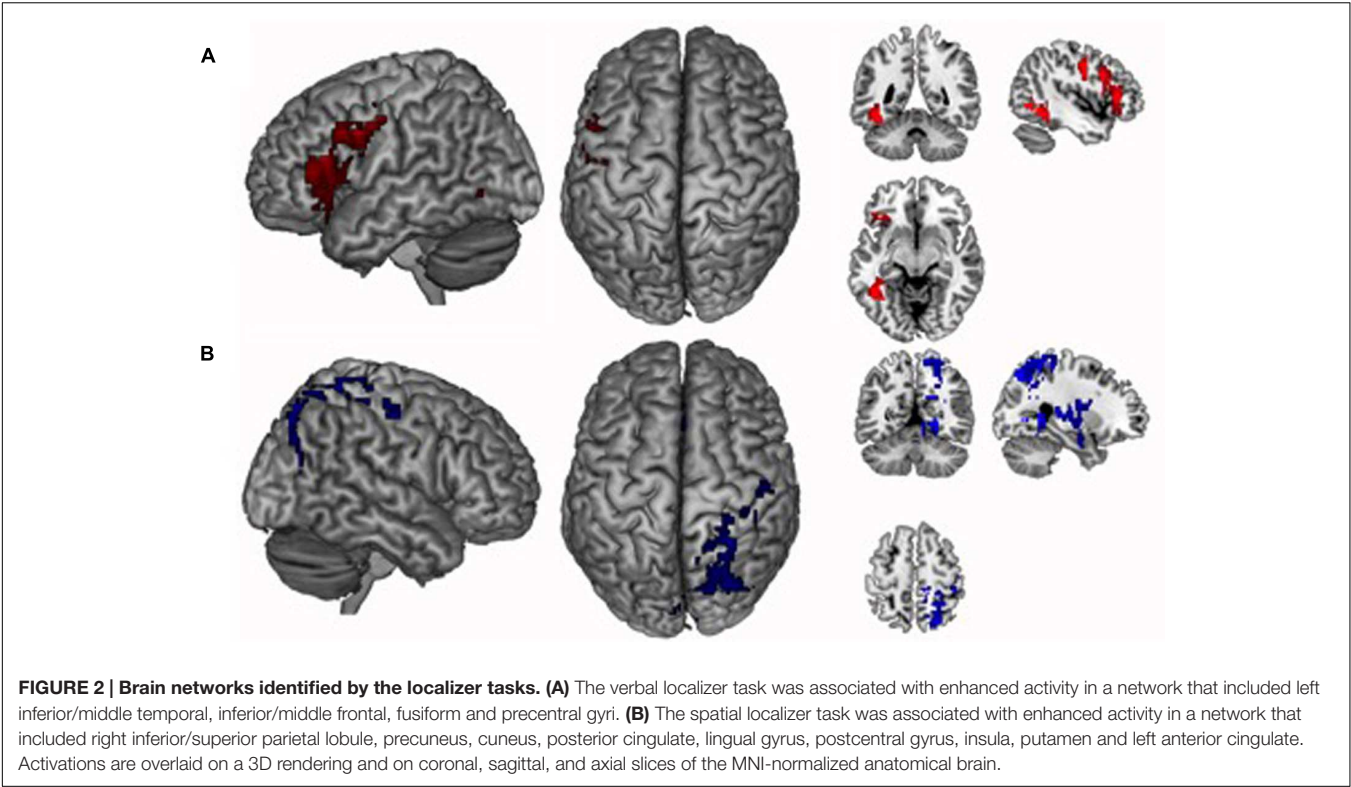 A
B
FIGURE 2 | Brain networks identified by the localizer tasks. (A) The verbal localizer task was associated with enhanced activity in a network that included left
inferior/middle temporal, inferior/middle frontal, fusiform and precentral gyri. (B) The spatial localizer task was associated with enhanced activity in a network that
included right inferior/superior parietal lobule, precuneus, cuneus, posterior cingulate, lingual gyrus, postcentral gyrus, insula, putamen and left anterior cingulate.
Activations are overlaid on a 3D rendering and on coronal, sagittal, and axial slices of the MNI-normalized anatomical brain.